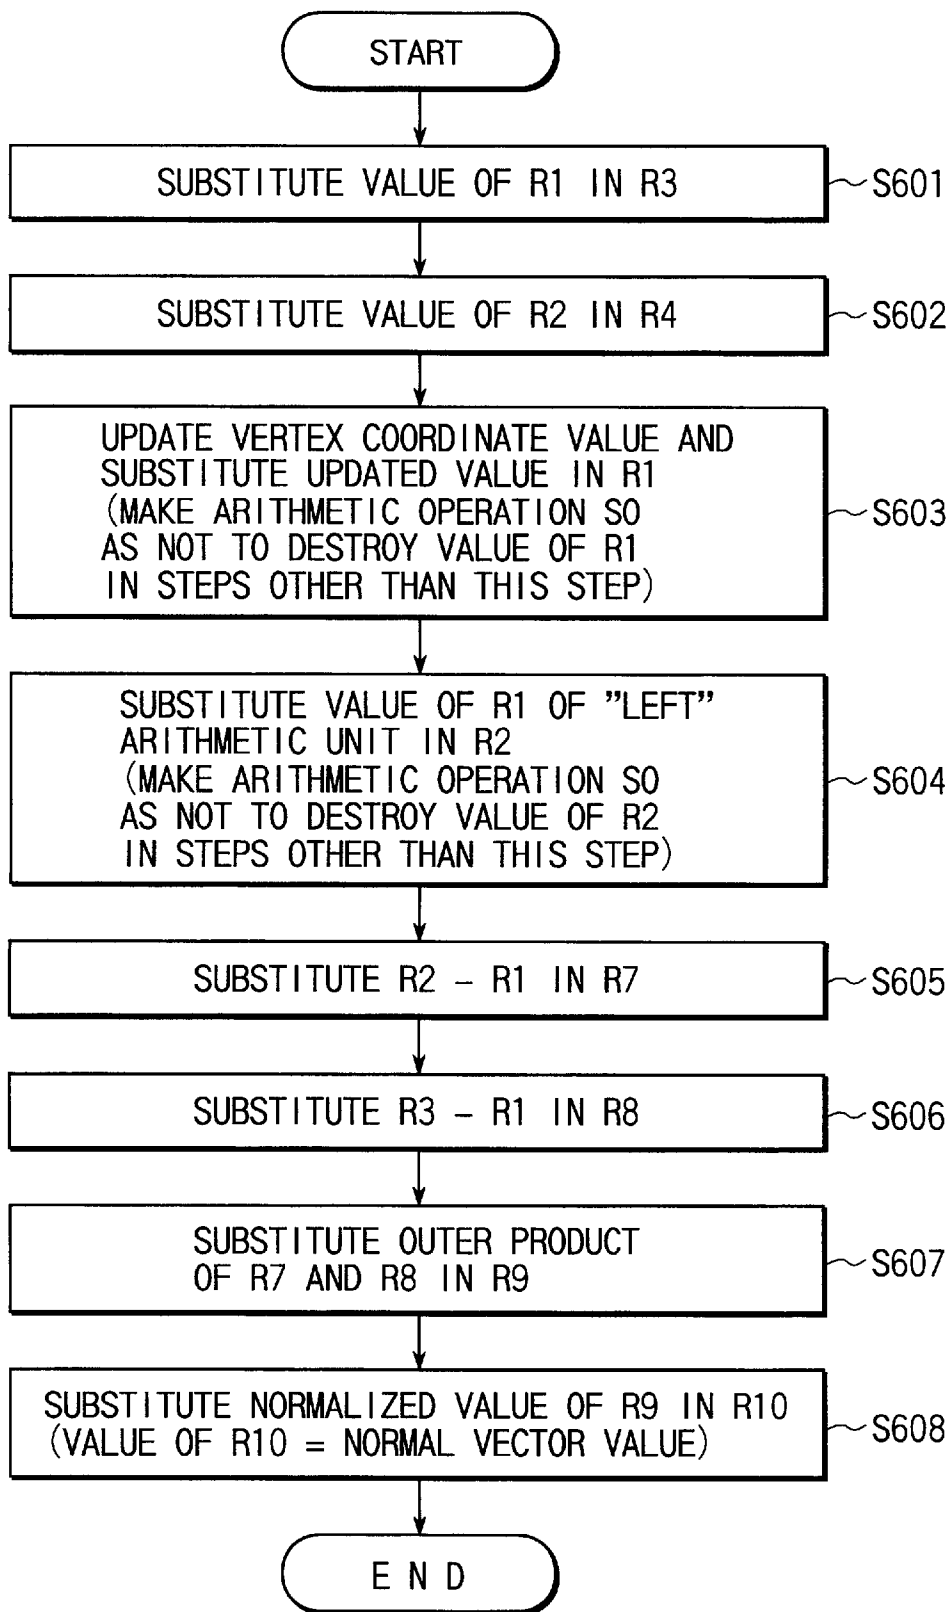 START
SUBSTITUTE VALUE OF R1 IN R3
S601
SUBSTITUTE VALUE OF R2 IN R4
S602
UPDATE VERTEX COORDINATE VALUE AND
SUBSTITUTE UPDATED VALUE IN R1
(MAKE ARITHMETIC OPERATION SO
AS NOT TO DESTROY VALUE OF R1
IN STEPS OTHER THAN THIS STEP)
S603
SUBSTITUTE VALUE OF R1 OF ”LEFT”
ARITHMETIC UNIT IN R2
(MAKE ARITHMETIC OPERATION SO
AS NOT TO DESTROY VALUE OF R2
IN STEPS OTHER THAN THIS STEP)
S604
SUBSTITUTE R2 – R1 IN R7
S605
SUBSTITUTE R3 – R1 IN R8
S606
SUBSTITUTE OUTER PRODUCT
OF R7 AND R8 IN R9
S607
SUBSTITUTE NORMALIZED VALUE OF R9 IN R10
(VALUE OF R10 = NORMAL VECTOR VALUE)
S608
E N D